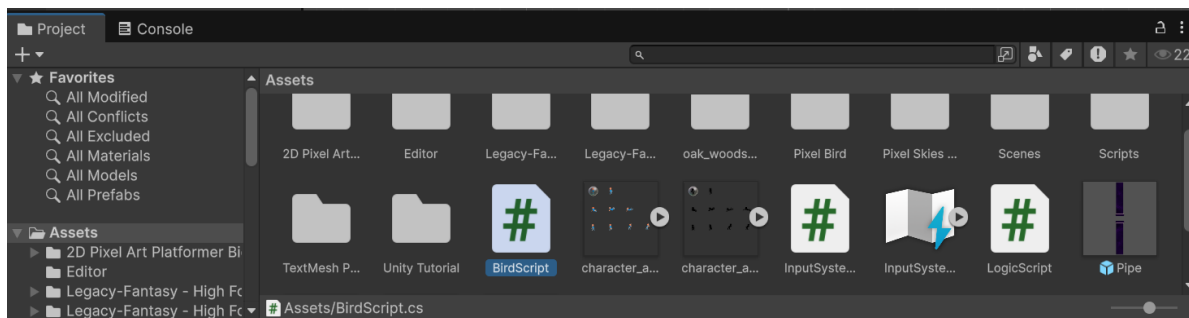 Project
Console
22
Favorites
All Modified
All Conflicts
All Excluded
All Materials
All Models
All Prefabs
Assets
2D Pixel Art Platformer Bi
Editor
Legacy-Fantasy - High Fo
Legacy-Fantasy - High Fo
Assets
2D Pixel Art...
Editor
Legacy-Fa...
Legacy-Fa...
oak_woods...
Pixel Bird
Pixel Skies ...
Scenes
Scripts
TextMesh P...
Unity Tutorial
BirdScript
character_a...
character_a...
InputSyste...
InputSyste...
LogicScript
Pipe
Assets/BirdScript.cs